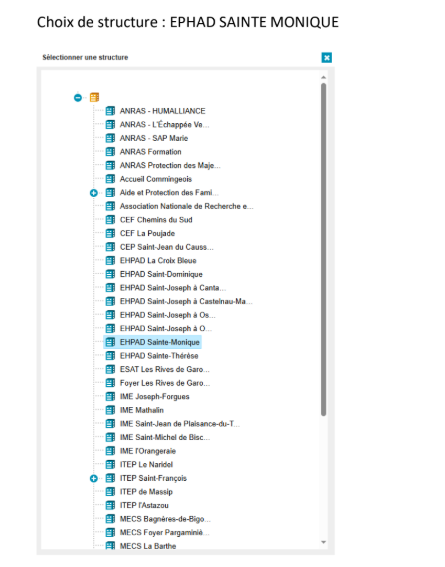 Choix de structure : EPHAD SAINTE MONIQUE
Sélectionner une structure
ANRAS - HUMALLIANCE
ANRAS - L'Échappée Ve...
ANRAS - SAP Marie
ANRAS Formation
ANRAS Protection des Maje...
Accueil Commingeois
Aide et Protection des Fami...
Association Nationale de Recherche e...
CEF Chemins du Sud
CEF La Poujade
CEP Saint-Jean du Causs...
EHPAD La Croix Bleue
EHPAD Saint-Dominique
EHPAD Saint-Joseph à Canta...
EHPAD Saint-Joseph à Castelnau-Ma...
EHPAD Saint-Joseph à Os...
EHPAD Saint-Joseph à O...
EHPAD Sainte-Monique
EHPAD Sainte-Thérèse
ESAT Les Rives de Garo...
Foyer Les Rives de Garo...
IME Joseph-Forgues
IME Mathalin
IME Saint-Jean de Plaisance-du-T...
IME Saint-Michel de Bisc...
IME l'Orangeraie
ITEP Le Naridel
ITEP Saint-François
ITEP de Massip
ITEP l'Astazou
MECS Bagnères-de-Bigo...
MECS Foyer Pargaminiè...
MECS La Barthe